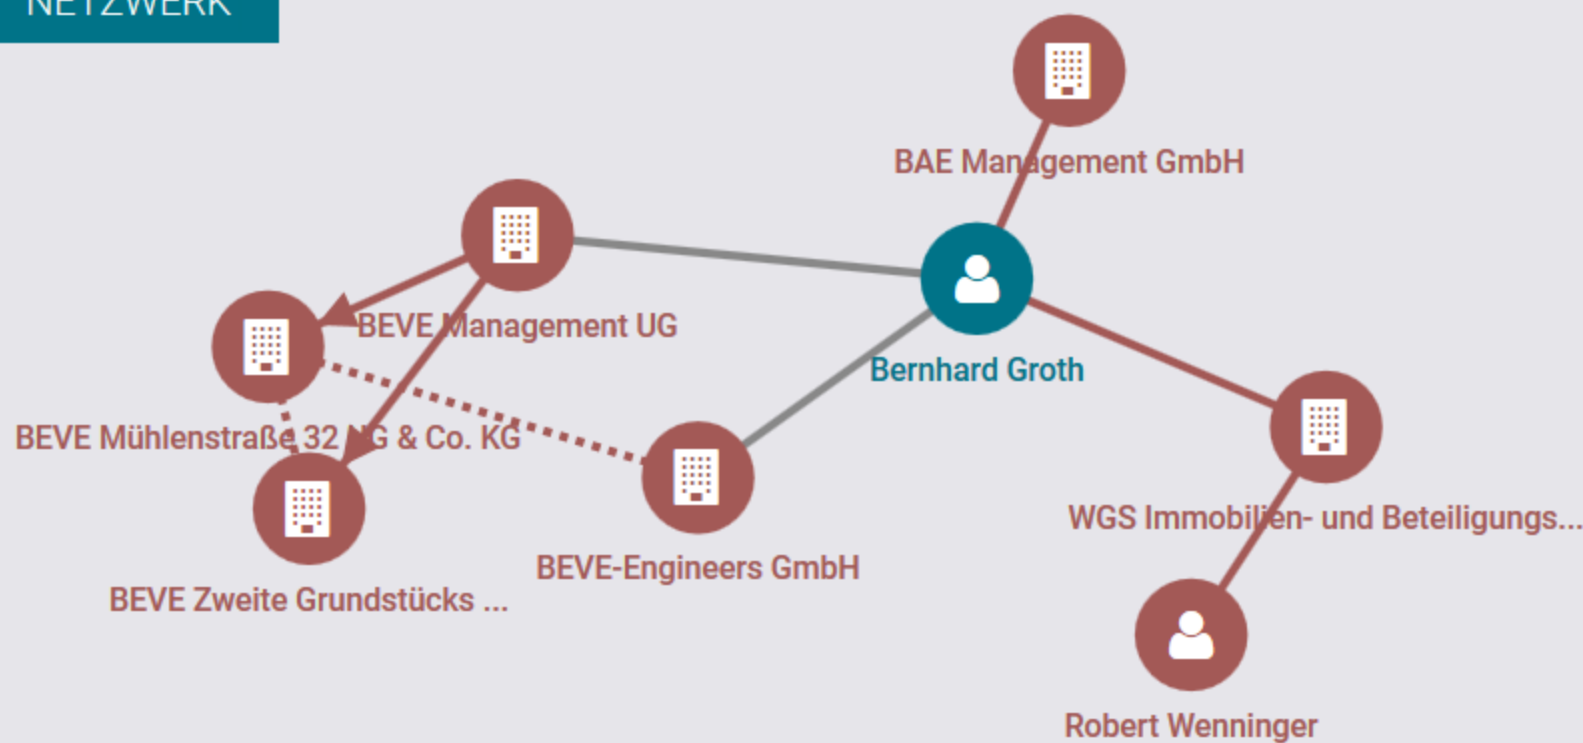 NETZWERK
BAE Management GmbH
BEVE Management UG
Bernhard Groth
BEVE Mühlenstraße 32 UG & Co. KG
WGS Immobilien- und Beteiligungs...
BEVE-Engineers GmbH
BEVE Zweite Grundstücks ...
Robert Wenninger